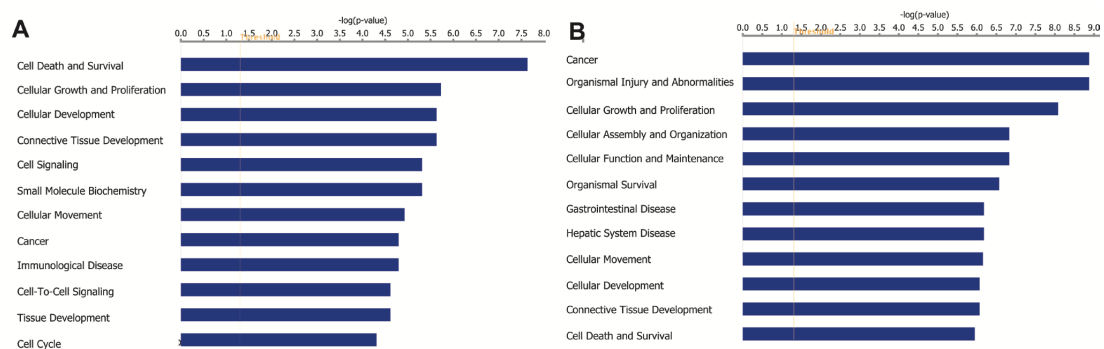 A
-log(p-value)
0.0 0.5 1.0 1.5 2.0 2.5 3.0 3.5 4.0 4.5 5.0 5.5 6.0 6.5 7.0 7.5 8.0
Threshold
Cell Death and Survival
Cellular Growth and Proliferation
Cellular Development
Connective Tissue Development
Cell Signaling
Small Molecule Biochemistry
Cellular Movement
Cancer
Immunological Disease
Cell-To-Cell Signaling
Tissue Development
Cell Cycle
B
-log(p-value)
0.0 0.5 1.0 1.5 2.0 2.5 3.0 3.5 4.0 4.5 5.0 5.5 6.0 6.5 7.0 7.5 8.0 8.5 9.0
Threshold
Cancer
Organismal Injury and Abnormalities
Cellular Growth and Proliferation
Cellular Assembly and Organization
Cellular Function and Maintenance
Organismal Survival
Gastrointestinal Disease
Hepatic System Disease
Cellular Movement
Cellular Development
Connective Tissue Development
Cell Death and Survival